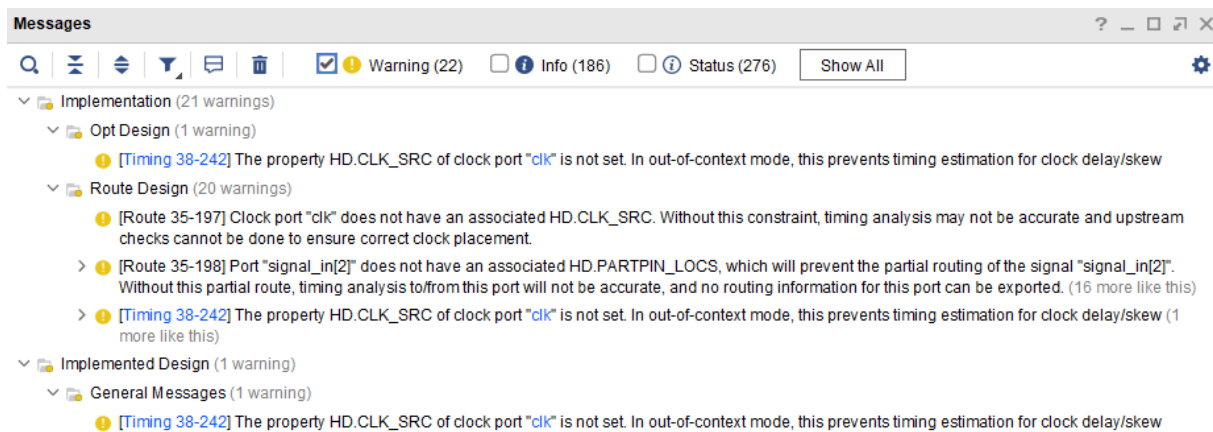 Messages
Warning (22) Info (186) Status (276) Show All
Implementation (21 warnings)
Opt Design (1 warning)
[Timing 38-242] The property HD.CLK_SRC of clock port "clk" is not set. In out-of-context mode, this prevents timing estimation for clock delay/skew
Route Design (20 warnings)
[Route 35-197] Clock port "clk" does not have an associated HD.CLK_SRC. Without this constraint, timing analysis may not be accurate and upstream
checks cannot be done to ensure correct clock placement.
[Route 35-198] Port "signal_in[2]" does not have an associated HD.PARTPIN_LOCS, which will prevent the partial routing of the signal "signal_in[2]".
Without this partial route, timing analysis to/from this port will not be accurate, and no routing information for this port can be exported. (16 more like this)
[Timing 38-242] The property HD.CLK_SRC of clock port "clk" is not set. In out-of-context mode, this prevents timing estimation for clock delay/skew (1
more like this)
Implemented Design (1 warning)
General Messages (1 warning)
[Timing 38-242] The property HD.CLK_SRC of clock port "clk" is not set. In out-of-context mode, this prevents timing estimation for clock delay/skew